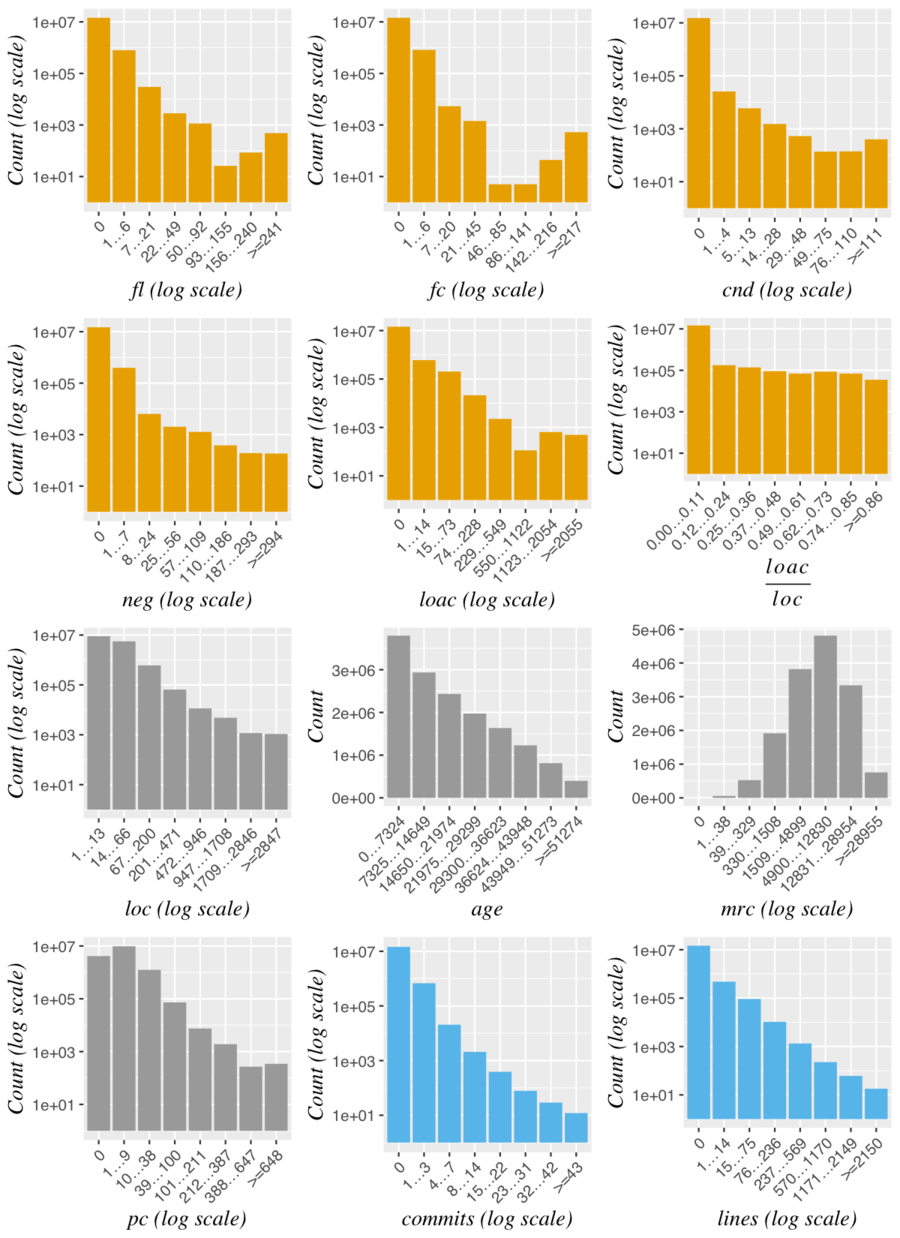 Count (log scale)
1e+07
1e+05
1e+03
1e+01
0
1...6
7...21
22...49
50...92
93...155
156...240
>=241
fl (log scale)
Count (log scale)
1e+07
1e+05
1e+03
1e+01
0
1...6
7...20
21...45
46...85
86...141
142...216
>=217
fc (log scale)
Count (log scale)
1e+07
1e+05
1e+03
1e+01
0
1...4
5...13
14...28
29...48
49...75
76...110
>=111
cnd (log scale)
Count (log scale)
1e+07
1e+05
1e+03
1e+01
0
1...7
8...24
25...56
57...109
110...186
187...293
>=294
neg (log scale)
Count (log scale)
1e+07
1e+05
1e+03
1e+01
0
1...14
15...73
74...228
229...549
550...1122
1123...2054
>=2055
loac (log scale)
Count (log scale)
1e+07
1e+05
1e+03
1e+01
0.00...0.11
0.12...0.24
0.25...0.36
0.37...0.48
0.49...0.61
0.62...0.73
0.74...0.85
>=0.86
loac
loc
Count (log scale)
1e+07
1e+05
1e+03
1e+01
1...13
14...66
67...200
201...471
472...946
947...1708
1709...2846
>=2847
loc (log scale)
Count
3e+06
2e+06
1e+06
0e+00
0...7324
7325...14649
14650...21974
21975...29299
29300...36623
36624...43948
43949...51273
>=51274
age
Count
5e+06
4e+06
3e+06
2e+06
1e+06
0e+00
0
1...38
39...329
330...1508
1509...4899
4900...12830
12831...28954
>=28955
mrc (log scale)
Count (log scale)
1e+07
1e+05
1e+03
1e+01
0
1...9
10...38
39...100
101...211
212...387
388...647
>=648
pc (log scale)
Count (log scale)
1e+07
1e+05
1e+03
1e+01
0
1...3
4...7
8...14
15...22
23...31
32...42
>=43
commits (log scale)
Count (log scale)
1e+07
1e+05
1e+03
1e+01
0
1...14
15...75
76...236
237...569
570...1170
1171...2149
>=2150
lines (log scale)